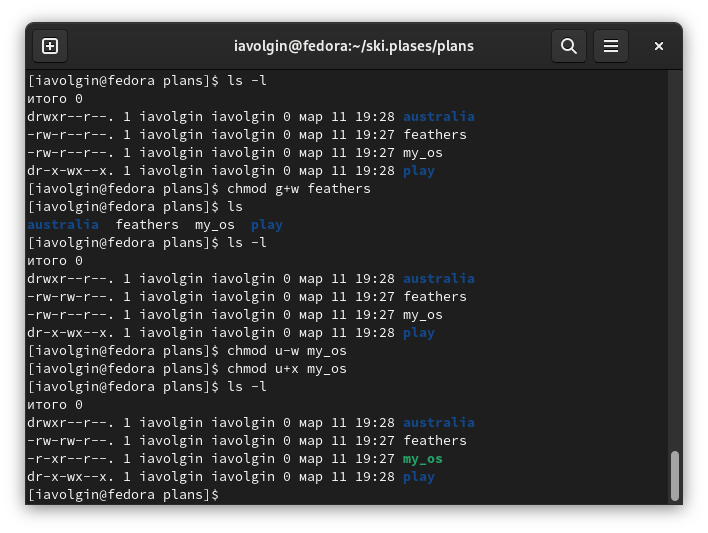 iavolgin@fedora:~/ski.plases/plans
[iavolgin@fedora plans]$ ls -l
итого 0
drwxr--r--. 1 iavolgin iavolgin 0 мар 11 19:28 australia
-rw-r--r--. 1 iavolgin iavolgin 0 мар 11 19:27 feathers
-rw-r--r--. 1 iavolgin iavolgin 0 мар 11 19:27 my_os
dr-x-wx--x. 1 iavolgin iavolgin 0 мар 11 19:28 play
[iavolgin@fedora plans]$ chmod g+w feathers
[iavolgin@fedora plans]$ ls
australia  feathers  my_os  play
[iavolgin@fedora plans]$ ls -l
итого 0
drwxr--r--. 1 iavolgin iavolgin 0 мар 11 19:28 australia
-rw-rw-r--. 1 iavolgin iavolgin 0 мар 11 19:27 feathers
-rw-r--r--. 1 iavolgin iavolgin 0 мар 11 19:27 my_os
dr-x-wx--x. 1 iavolgin iavolgin 0 мар 11 19:28 play
[iavolgin@fedora plans]$ chmod u-w my_os
[iavolgin@fedora plans]$ chmod u+x my_os
[iavolgin@fedora plans]$ ls -l
итого 0
drwxr--r--. 1 iavolgin iavolgin 0 мар 11 19:28 australia
-rw-rw-r--. 1 iavolgin iavolgin 0 мар 11 19:27 feathers
-r-xr--r--. 1 iavolgin iavolgin 0 мар 11 19:27 my_os
dr-x-wx--x. 1 iavolgin iavolgin 0 мар 11 19:28 play
[iavolgin@fedora plans]$